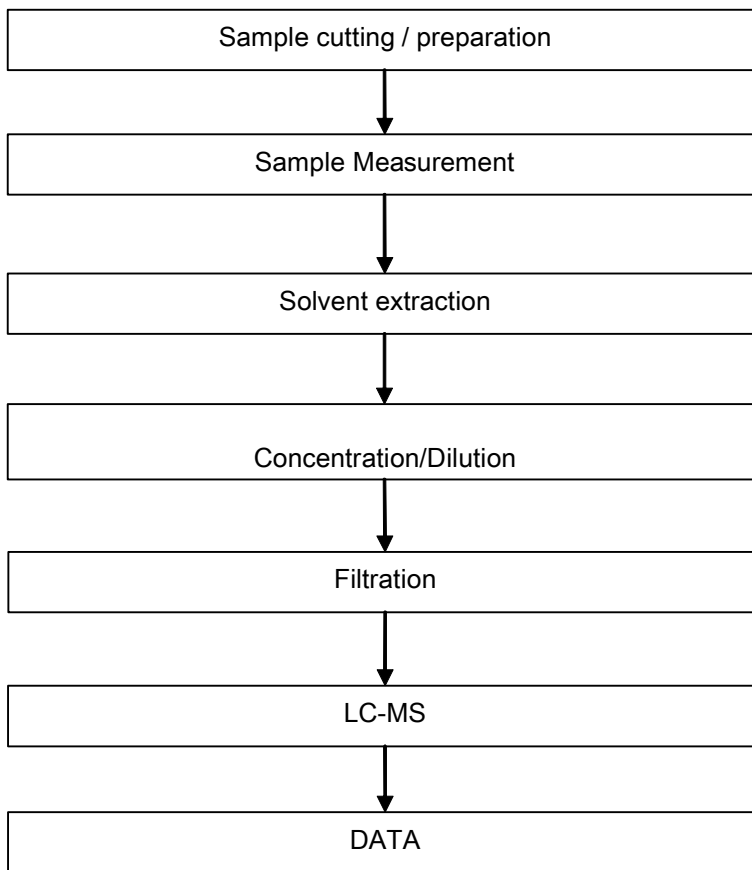 Sample cutting / preparation
Sample Measurement
Solvent extraction
Concentration/Dilution
Filtration
LC-MS
DATA